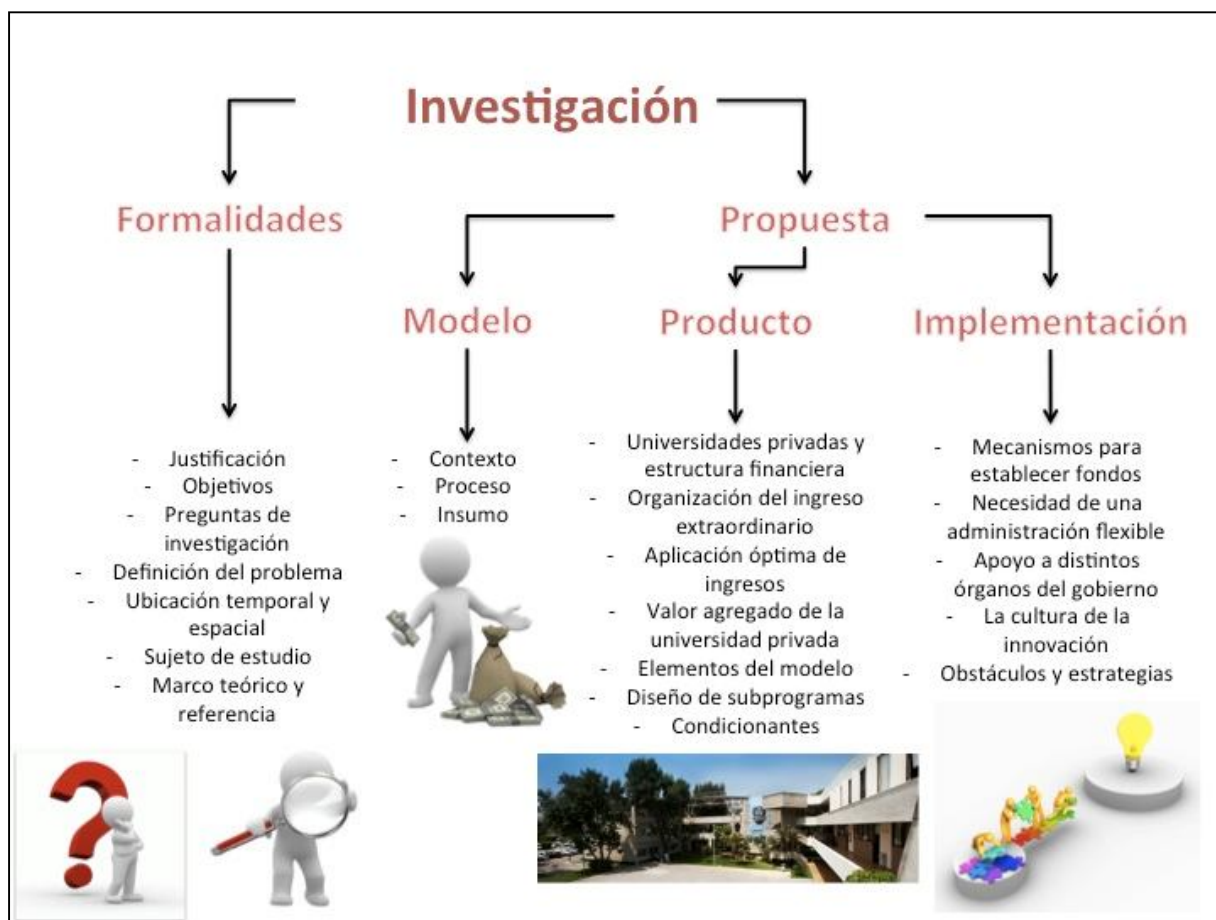 Investigación
Formalidades
Propuesta
Modelo
Producto
Implementación
- Justificación
- Objetivos
- Preguntas de
investigación
- Definición del problema
- Ubicación temporal y
espacial
- Sujeto de estudio
- Marco teórico y
referencia
- Contexto
- Proceso
- Insumo
- Universidades privadas y
estructura financiera
- Organización del ingreso
extraordinario
- Aplicación óptima de
ingresos
- Valor agregado de la
universidad privada
- Elementos del modelo
- Diseño de subprogramas
- Condicionantes
- Mecanismos para
establecer fondos
- Necesidad de una
administración flexible
- Apoyo a distintos
órganos del gobierno
- La cultura de la
innovación
- Obstáculos y estrategias